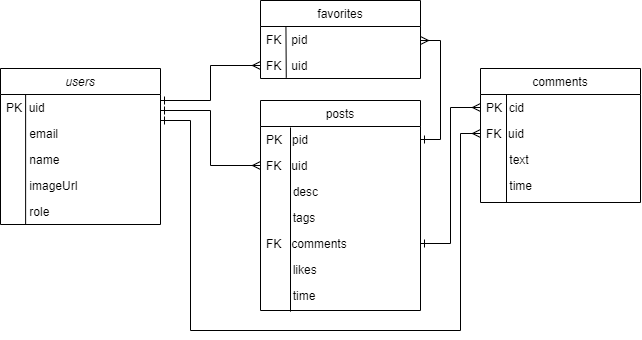 favorites
FK pid
FK uid
users
PK uid
email
name
imageUrl
role
posts
PK pid
FK uid
desc
tags
FK comments
likes
time
comments
PK cid
FK uid
text
time